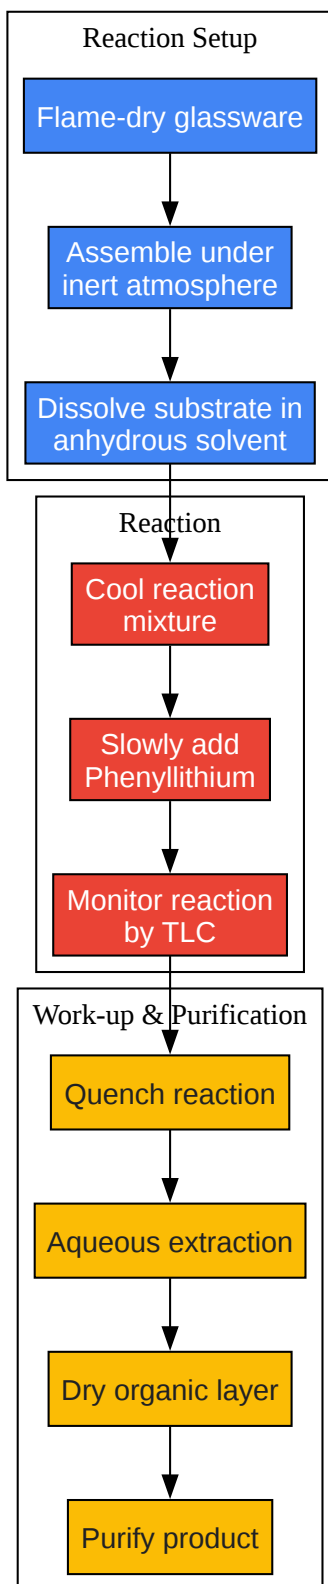 Reaction Setup
Flame-dry glassware
Assemble under
inert atmosphere
Dissolve substrate in
anhydrous solvent
Reaction
Cool reaction
mixture
Slowly add
Phenyllithium
Monitor reaction
by TLC
Work-up & Purification
Quench reaction
Aqueous extraction
Dry organic layer
Purify product